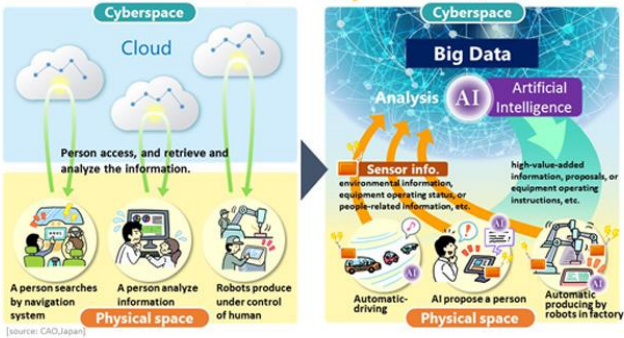 Cyberspace
Cloud
Person access, and retrieve and
analyze the information.
A person searches
by navigation
system
A person analyze
information
Robots produce
under control
of human
Physical space
[source: CAO,Japan]
Cyberspace
Big Data
Analysis
AI
Artificial
Intelligence
Sensor info.
environmental information,
equipment operating status, or
people-related information, etc.
high-value-added
information, proposals, or
equipment operating
instructions, etc.
AI
AI
AI
Automatic-
driving
AI propose a person
Automatic
producing by
robots in factory
Physical space